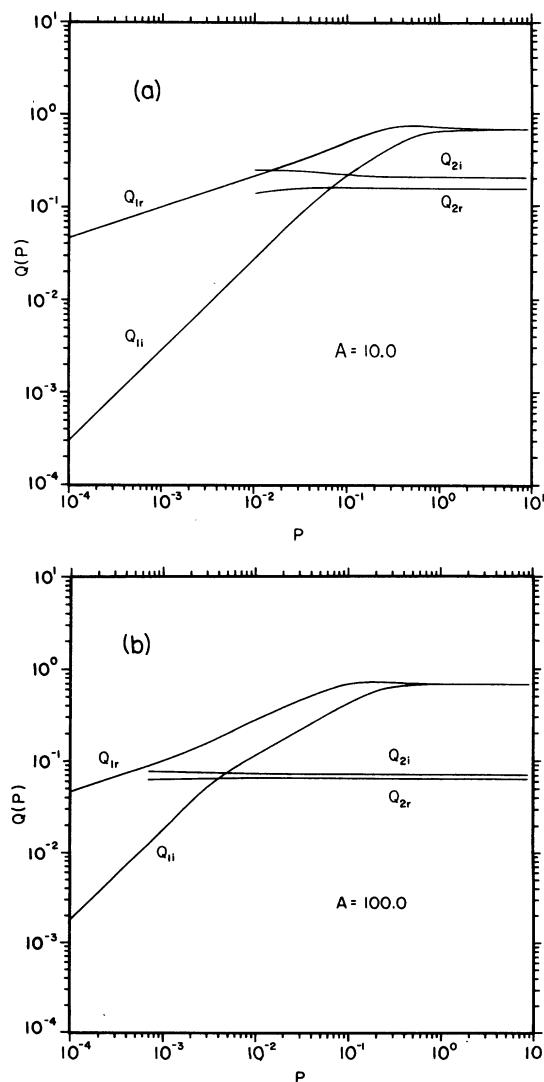 10¹
(a)
10⁰
Q₂ᵢ
Q₁ᵣ
10⁻¹
Q₂ᵣ
Q(P)
10⁻²
Q₁ᵢ
A = 10.0
10⁻³
10⁻⁴
10⁻⁴ 10⁻³ 10⁻² 10⁻¹ 10⁰ 10¹
P
10¹
(b)
10⁰
Q₁ᵣ Q₂ᵢ
10⁻¹
Q₂ᵣ
Q(P)
Q₁ᵢ
10⁻²
A = 100.0
10⁻³
10⁻⁴
10⁻⁴ 10⁻³ 10⁻² 10⁻¹ 10⁰ 10
P